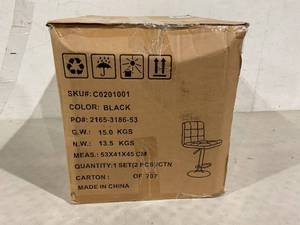 SKU#: C0201001
COLOR: BLACK
PO#: 2165-3186-53
G.W.: 15.0 KGS
N.W.: 13.5 KGS
MEAS.: 53X41X45 CM
QUANTITY: 1 SET(2 PCS)/CTN
CARTON : OF 707
MADE IN CHINA